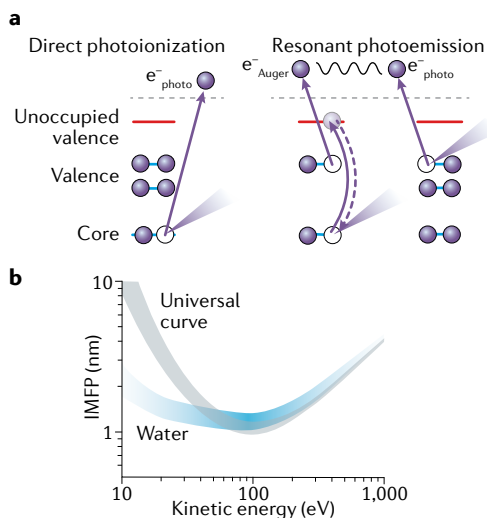 a
Direct photoionization
Resonant photoemission
e⁻photo
e⁻Auger
e⁻photo
Unoccupied
valence
Valence
Core
b
10
Universal
curve
IMFP (nm)
1
Water
10
100
1,000
Kinetic energy (eV)